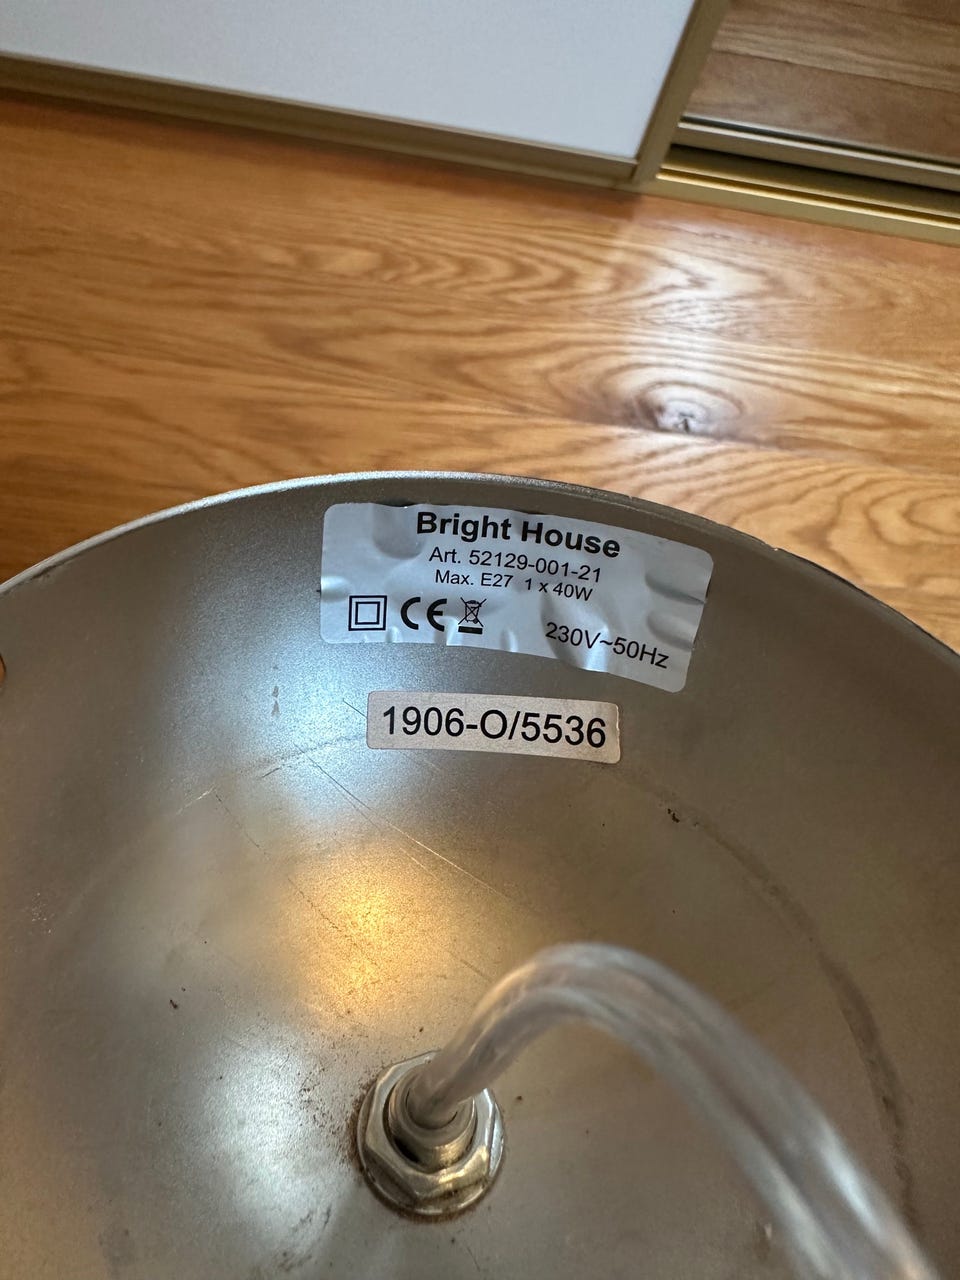 Bright House
Art. 52129-001-21
Max. E27 1 x 40W
CE
230V~50Hz
1906-O/5536